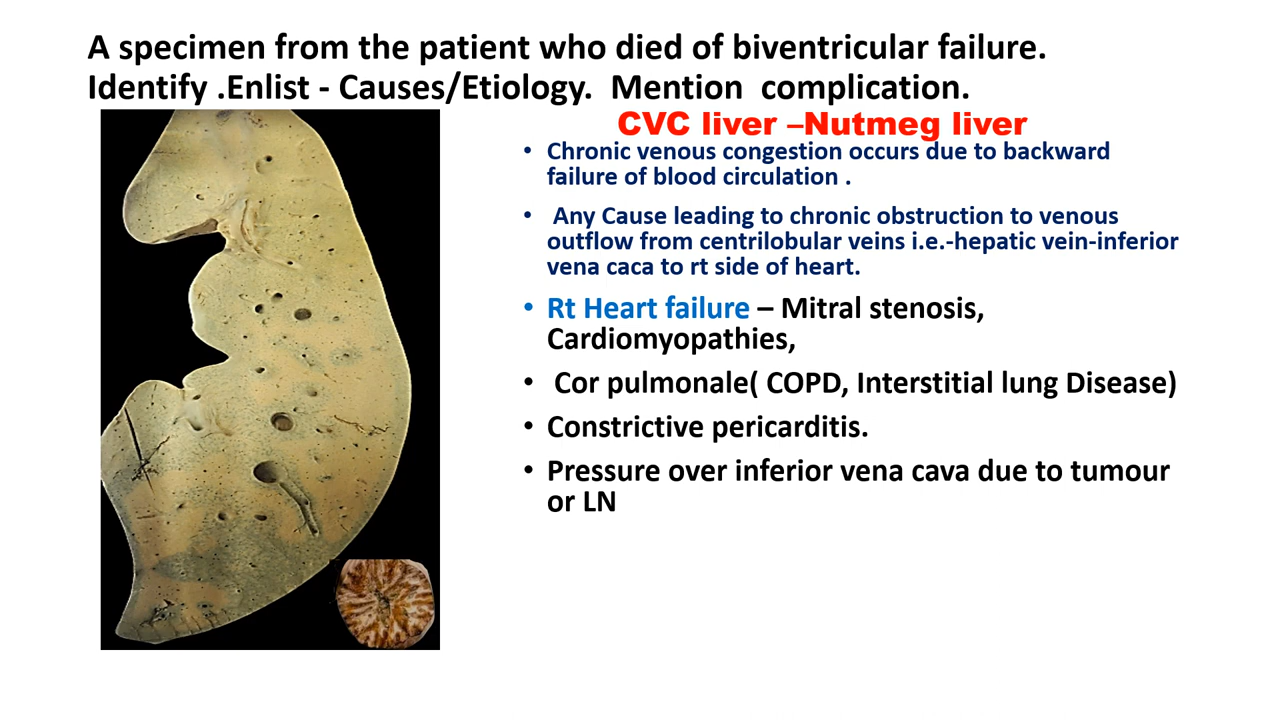 A specimen from the patient who died of biventricular failure.
Identify .Enlist - Causes/Etiology. Mention complication.
CVC liver –Nutmeg liver
• Chronic venous congestion occurs due to backward
failure of blood circulation .
• Any Cause leading to chronic obstruction to venous
outflow from centrilobular veins i.e.-hepatic vein-inferior
vena caca to rt side of heart.
• Rt Heart failure – Mitral stenosis,
Cardiomyopathies,
• Cor pulmonale( COPD, Interstitial lung Disease)
• Constrictive pericarditis.
• Pressure over inferior vena cava due to tumour
or LN